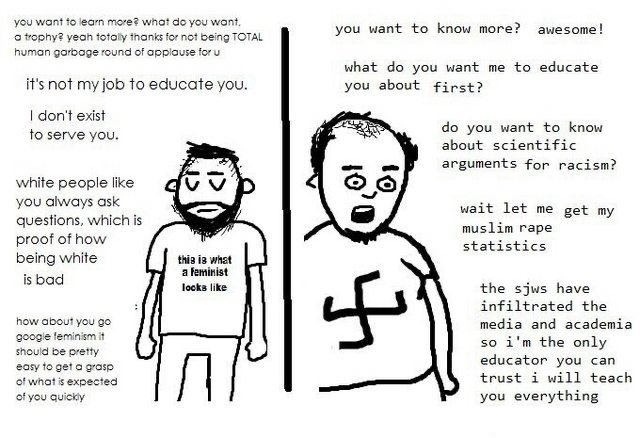 you want to learn more? what do you want,
a trophy? yeah totally thanks for not being TOTAL
human garbage round of applause for u
it's not my job to educate you.
I don't exist
to serve you.
white people like
you always ask
questions, which is
proof of how
being white
is bad
how about you go
google feminism it
should be pretty
easy to get a grasp
of what is expected
of you quickly
this is what
a feminist
looks like
you want to know more? awesome!
what do you want me to educate
you about first?
do you want to know
about scientific
arguments for racism?
wait let me get my
muslim rape
statistics
the sjws have
infiltrated the
media and academia
so i'm the only
educator you can
trust i will teach
you everything